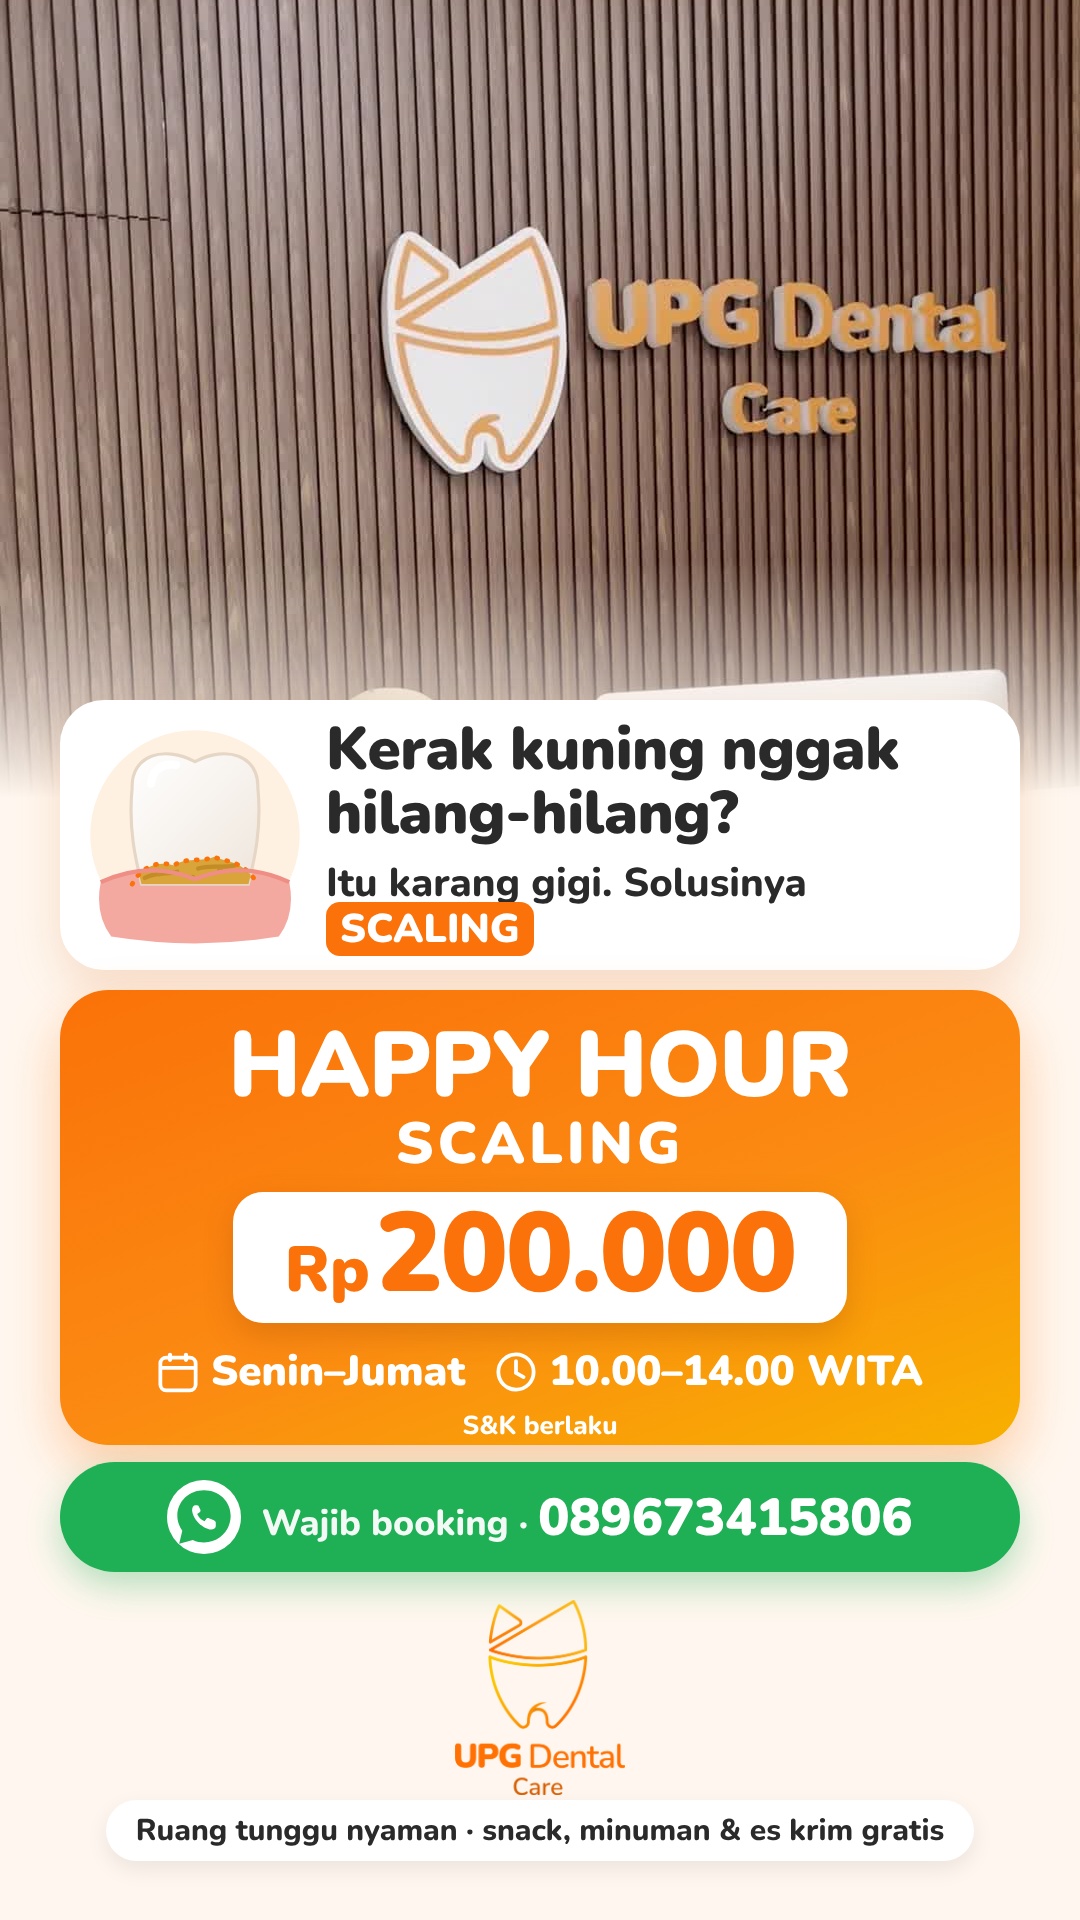 UPG Dental
Care
Kerak kuning nggak
hilang-hilang?
Itu karang gigi. Solusinya
SCALING
HAPPY HOUR
SCALING
Rp 200.000
Senin–Jumat 10.00–14.00 WITA
S&K berlaku
Wajib booking · 089673415806
UPG Dental
Care
Ruang tunggu nyaman · snack, minuman & es krim gratis